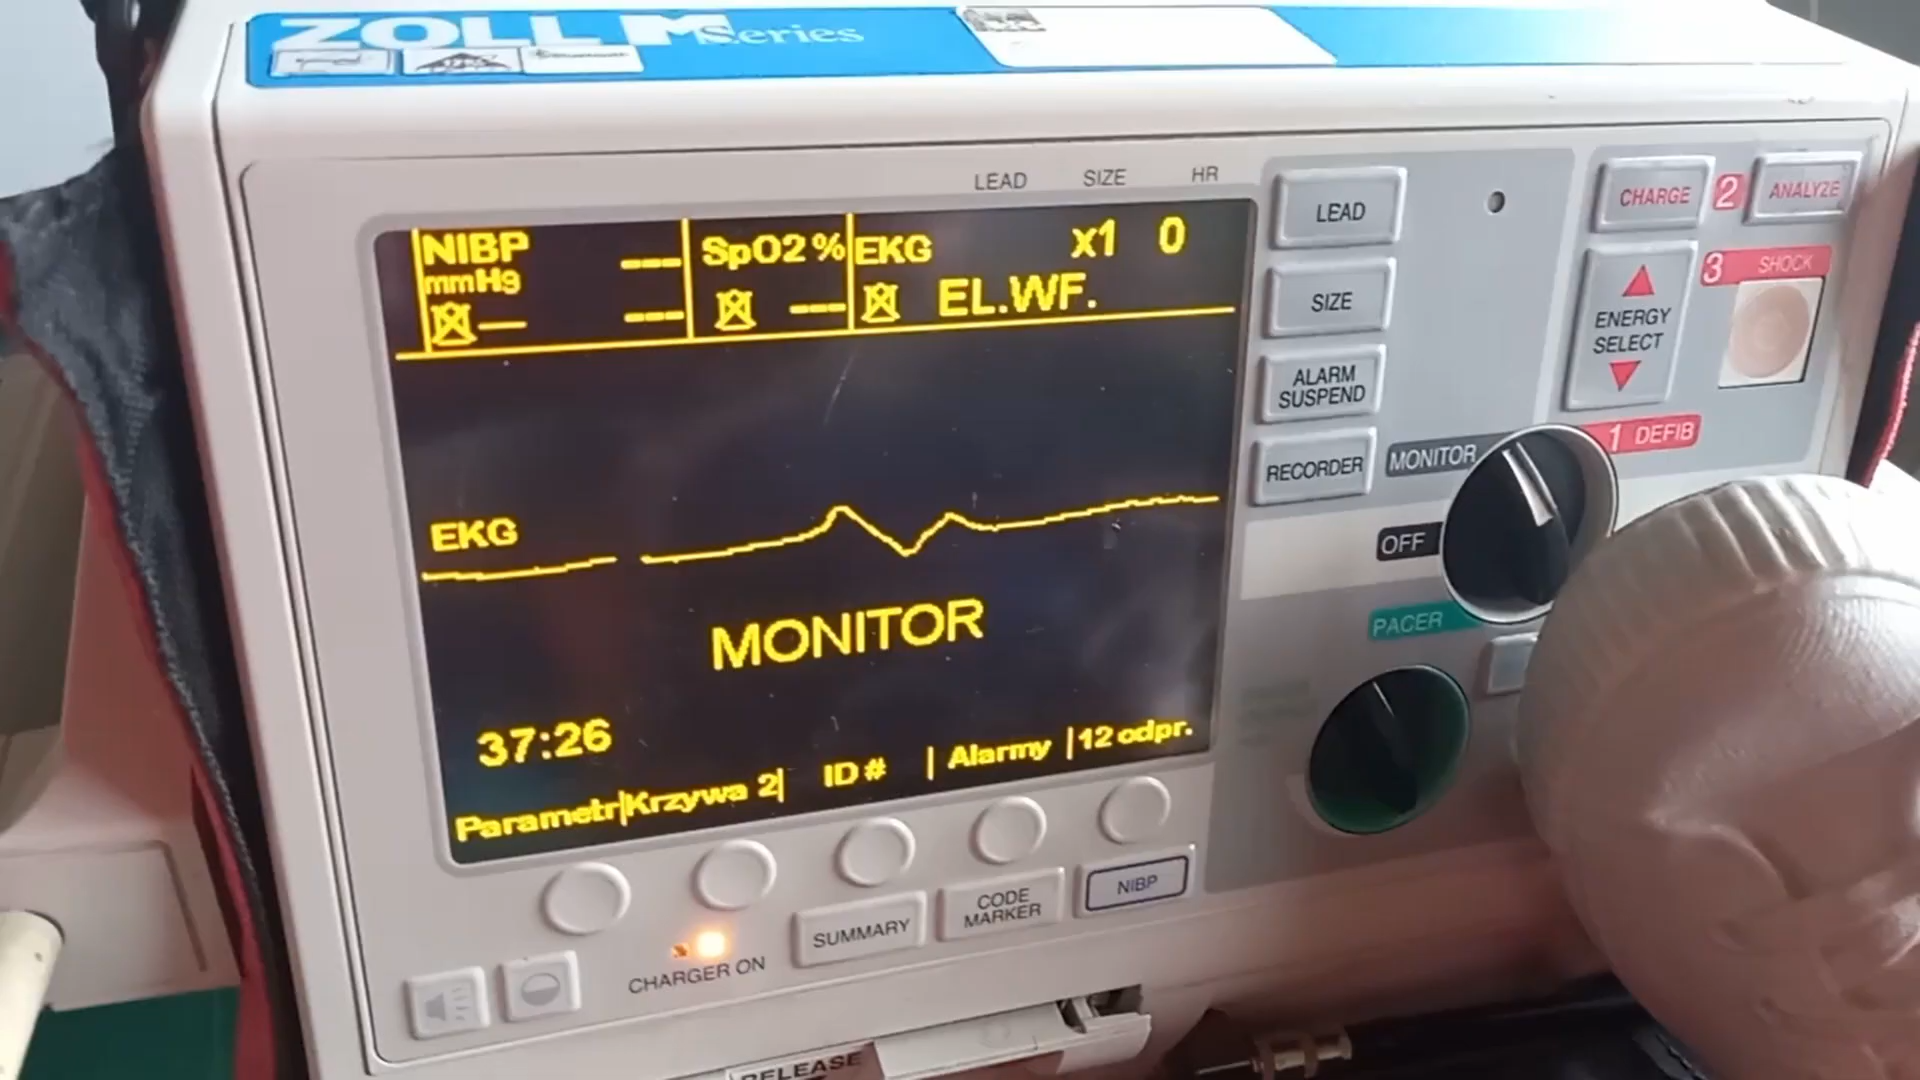 ZOLL M Series
LEAD SIZE HR
NIBP
mmHg
---
---
SpO2 %
---
EKG x1 0
EL.WF.
EKG
MONITOR
37:26
Parametr|Krzywa 2| ID# | Alarmy |12 odpr.
LEAD
SIZE
ALARM
SUSPEND
RECORDER
CHARGE 2 ANALYZE
ENERGY
SELECT
3 SHOCK
1 DEFIB
MONITOR
OFF
PACER
CHARGER ON
SUMMARY
CODE
MARKER
NIBP
RELEASE